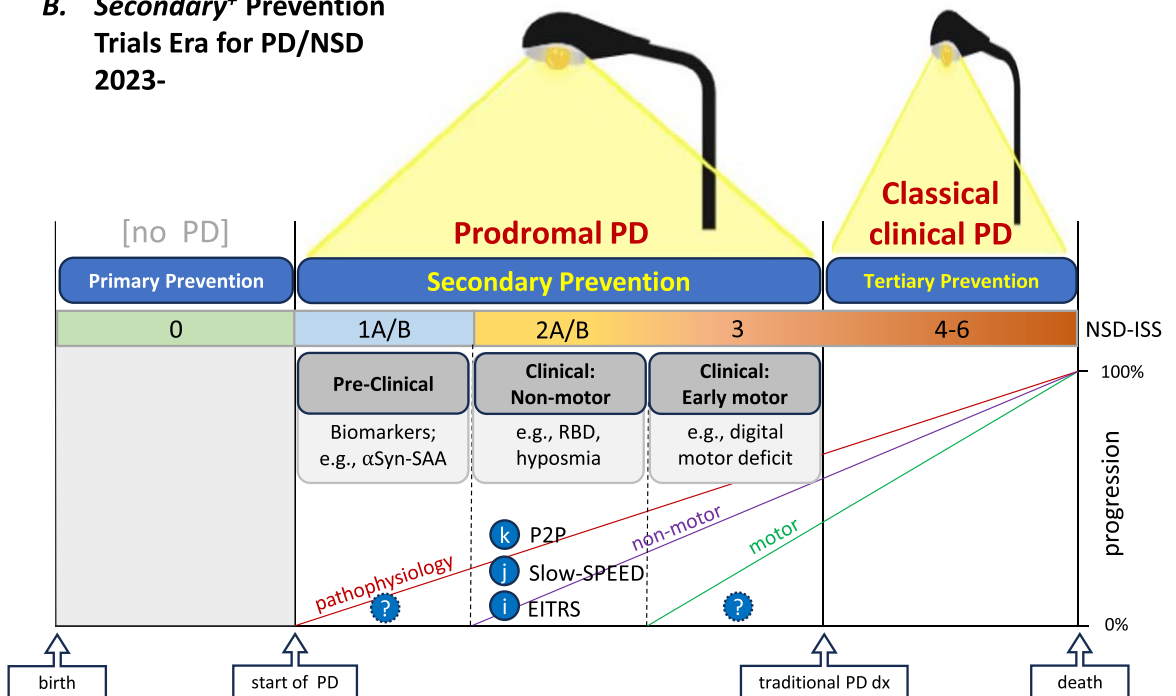 B. Secondary⁺ Prevention
Trials Era for PD/NSD
2023-
[no PD]
Prodromal PD
Classical
clinical PD
Primary Prevention
Secondary Prevention
Tertiary Prevention
0
1A/B
2A/B
3
4-6
NSD-ISS
Pre-Clinical
Biomarkers;
e.g., αSyn-SAA
Clinical:
Non-motor
e.g., RBD,
hyposmia
Clinical:
Early motor
e.g., digital
motor deficit
100%
progression
0%
pathophysiology
non-motor
motor
k P2P
j Slow-SPEED
i EITRS
?
?
birth
start of PD
traditional PD dx
death